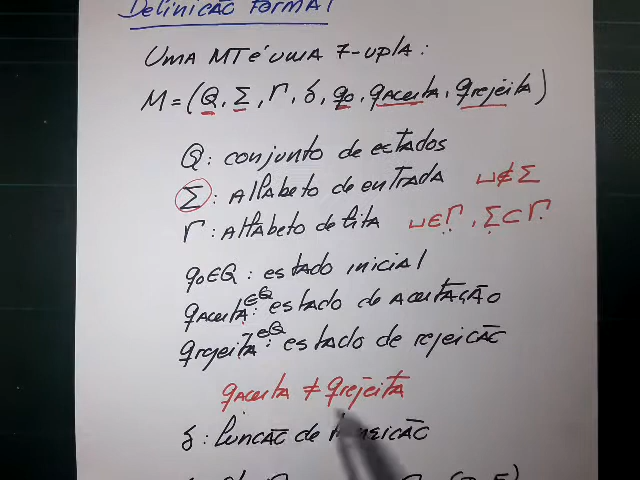 Definição Formal
Uma MT é uma 7-upla:
M = (Q, Σ, Γ, δ, q₀, qaceita, qrejeita)
Q: conjunto de estados
Σ: alfabeto de entrada ⊔∉Σ
Γ: alfabeto de fita ⊔∈Γ, Σ⊂Γ
q₀∈Q: estado inicial
qaceita∈Q: estado de aceitação
qrejeita∈Q: estado de rejeição
qaceita ≠ qrejeita
δ: função de transição